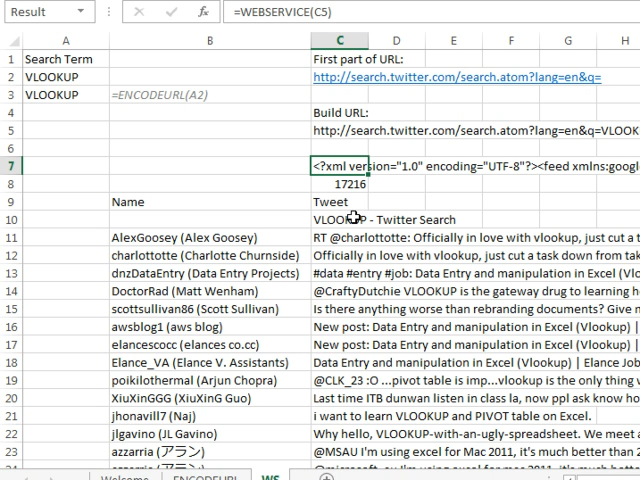 Result fx =WEBSERVICE(C5)
A B C D E F G H
1 Search Term First part of URL:
2 VLOOKUP http://search.twitter.com/search.atom?lang=en&q=
3 VLOOKUP =ENCODEURL(A2)
4 Build URL:
5 http://search.twitter.com/search.atom?lang=en&q=VLOOK
6
7 <?xml version="1.0" encoding="UTF-8"?><feed xmlns:google
8 17216
9 Name Tweet
10 VLOOKUP - Twitter Search
11 AlexGoosey (Alex Goosey) RT @charlottotte: Officially in love with vlookup, just cut a t
12 charlottotte (Charlotte Churnside) Officially in love with vlookup, just cut a task down from tak
13 dnzDataEntry (Data Entry Projects) #data #entry #job: Data Entry and manipulation in Excel (Vlo
14 DoctorRad (Matt Wenham) @CraftyDutchie VLOOKUP is the gateway drug to learning h
15 scottsullivan86 (Scott Sullivan) Is there anything worse than rebranding documents? Give m
16 awsblog1 (aws blog) New post: Data Entry and manipulation in Excel (Vlookup) |
17 elancescocc (elances co.cc) New post: Data Entry and manipulation in Excel (Vlookup) |
18 Elance_VA (Elance V. Assistants) Data Entry and manipulation in Excel (Vlookup) | Elance Job
19 poikilothermal (Arjun Chopra) @CLK_23 :O ...pivot table is imp...vlookup is the only thing w
20 XiuXinGGG (XiuXinG Guo) Last time ITB dunwan listen in class la, now ppl ask know ho
21 jhonavill7 (Naj) i want to learn VLOOKUP and PIVOT table on Excel.
22 jlgavino (JL Gavino) Why hello, VLOOKUP-with-an-ugly-spreadsheet. We meet a
23 azzarria (アラン) @MSAU I'm using excel for Mac 2011, it's much better than 2
Welcome ENCODEURL WS